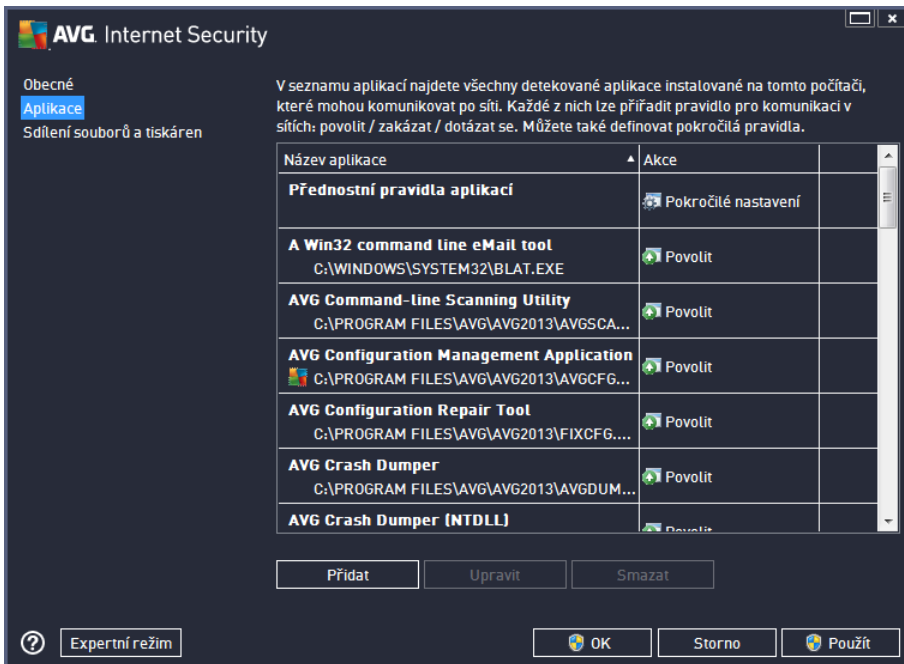 AVG. Internet Security
Obecné
Aplikace
Sdílení souborů a tiskáren
V seznamu aplikací najdete všechny detekované aplikace instalované na tomto počítači,
které mohou komunikovat po síti. Každé z nich lze přiřadit pravidlo pro komunikaci v
sítích: povolit / zakázat / dotázat se. Můžete také definovat pokročilá pravidla.
Název aplikace Akce
Přednostní pravidla aplikací
Pokročilé nastavení
A Win32 command line eMail tool
C:\WINDOWS\SYSTEM32\BLAT.EXE
Povolit
AVG Command-line Scanning Utility
C:\PROGRAM FILES\AVG\AVG2013\AVGSCA...
Povolit
AVG Configuration Management Application
C:\PROGRAM FILES\AVG\AVG2013\AVGCFG...
Povolit
AVG Configuration Repair Tool
C:\PROGRAM FILES\AVG\AVG2013\FIXCFG....
Povolit
AVG Crash Dumper
C:\PROGRAM FILES\AVG\AVG2013\AVGDUM...
Povolit
AVG Crash Dumper (NTDLL)
Povolit
Přidat Upravit Smazat
? Expertní režim OK Storno Použít